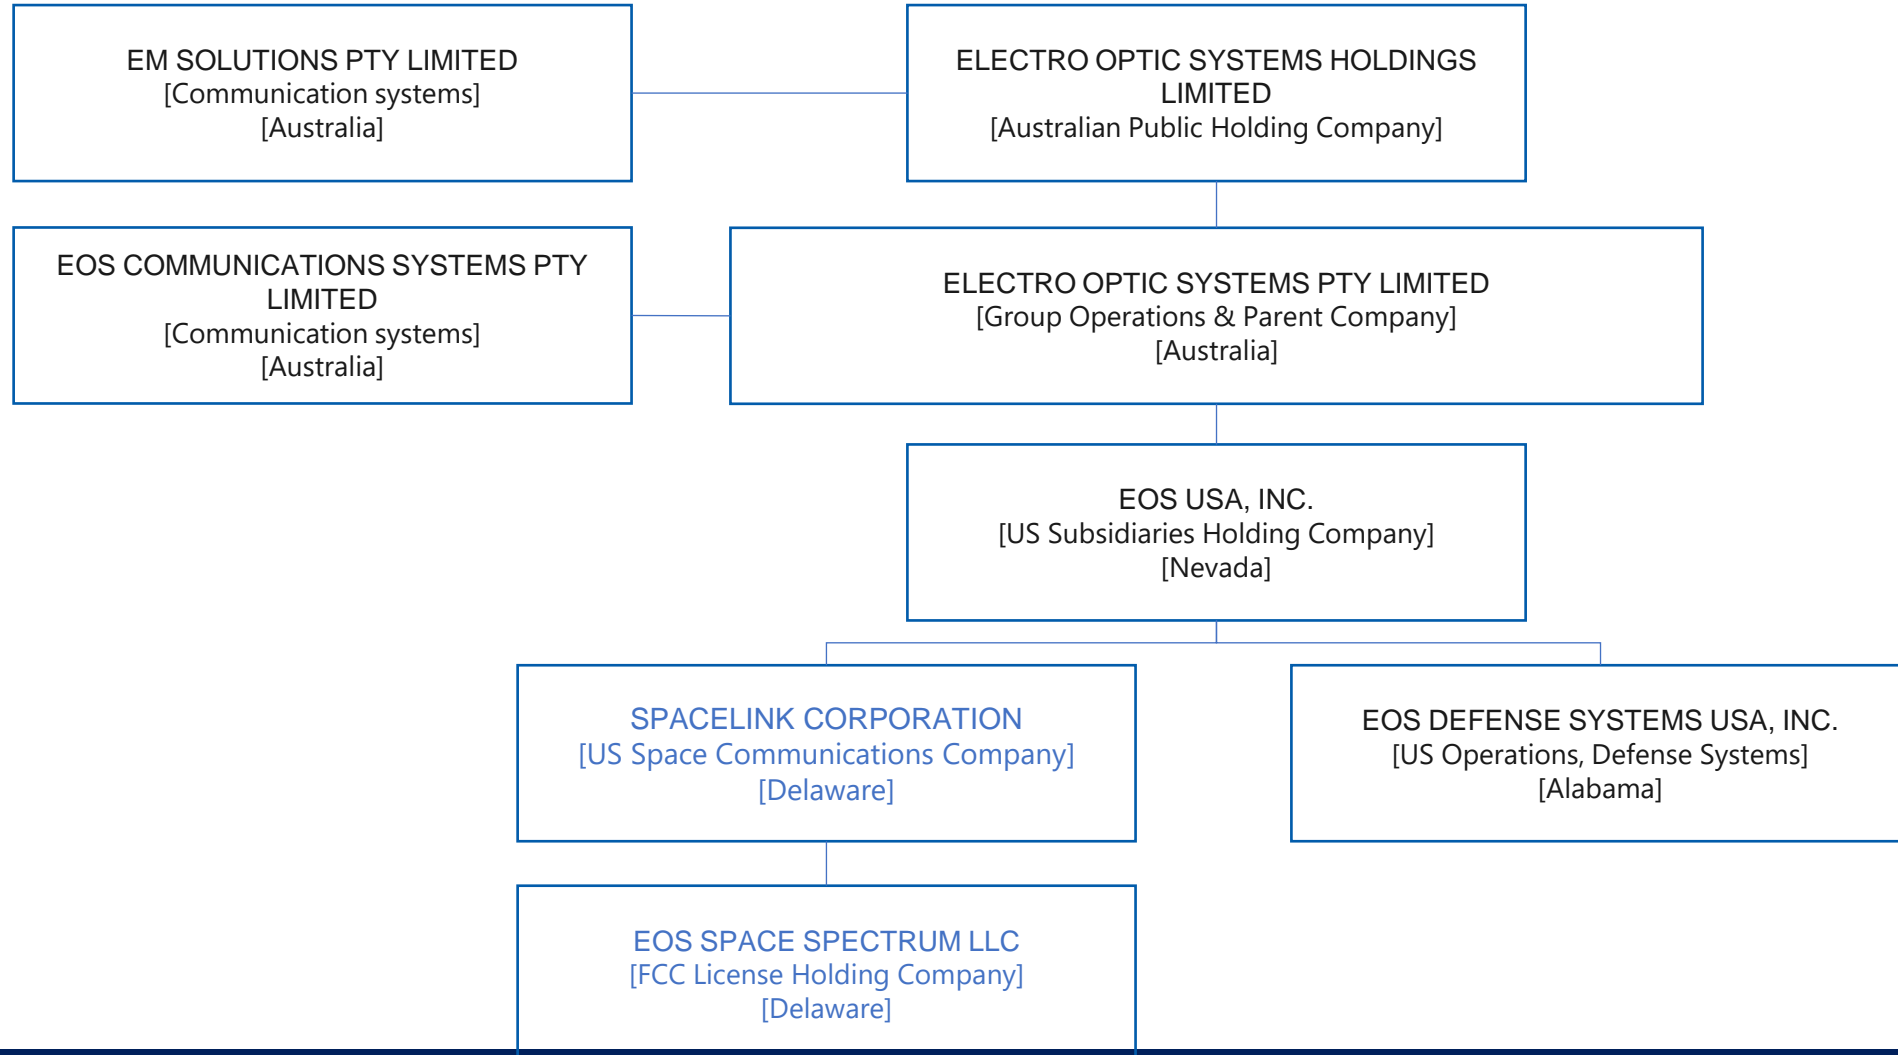 EM SOLUTIONS PTY LIMITED
[Communication systems]
[Australia]
ELECTRO OPTIC SYSTEMS HOLDINGS
LIMITED
[Australian Public Holding Company]
EOS COMMUNICATIONS SYSTEMS PTY
LIMITED
[Communication systems]
[Australia]
ELECTRO OPTIC SYSTEMS PTY LIMITED
[Group Operations & Parent Company]
[Australia]
EOS USA, INC.
[US Subsidiaries Holding Company]
[Nevada]
SPACELINK CORPORATION
[US Space Communications Company]
[Delaware]
EOS DEFENSE SYSTEMS USA, INC.
[US Operations, Defense Systems]
[Alabama]
EOS SPACE SPECTRUM LLC
[FCC License Holding Company]
[Delaware]